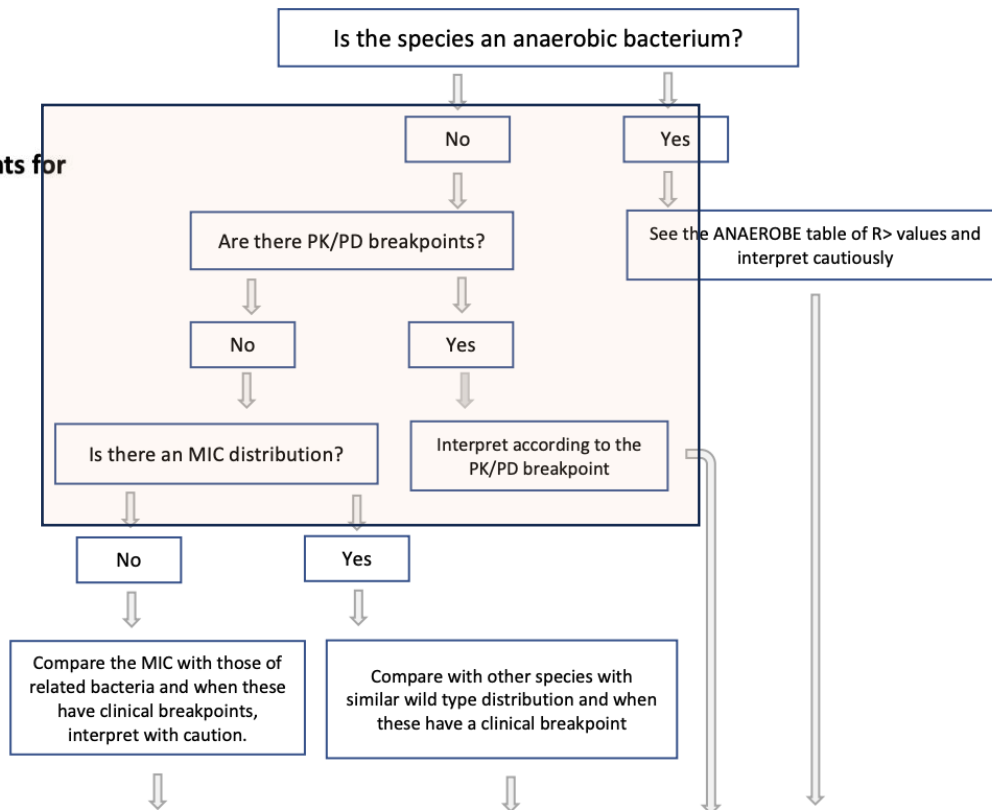 Is the species an anaerobic bacterium?
No
Yes
for
Are there PK/PD breakpoints?
See the ANAEROBE table of R> values and
interpret cautiously
No
Yes
Is there an MIC distribution?
Interpret according to the
PK/PD breakpoint
No
Yes
Compare the MIC with those of
related bacteria and when these
have clinical breakpoints,
interpret with caution.
Compare with other species with
similar wild type distribution and when
these have a clinical breakpoint